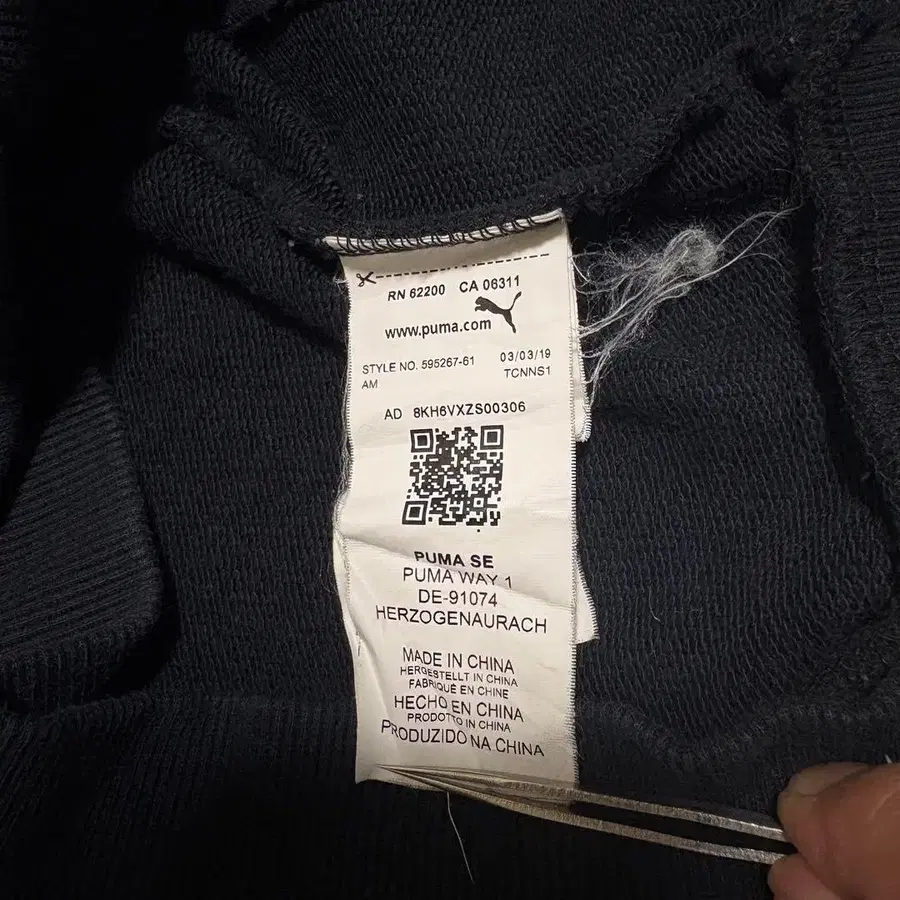 RN 62200 CA 06311
www.puma.com
STYLE NO. 595267-61 03/03/19
AM TCNNS1
AD 8KH6VXZS00306
PUMA SE
PUMA WAY 1
DE-91074
HERZOGENAURACH
MADE IN CHINA
HERGESTELLT IN CHINA
FABRIQUÉ EN CHINE
HECHO EN CHINA
PRODOTTO IN CHINA
PRODUZIDO NA CHINA